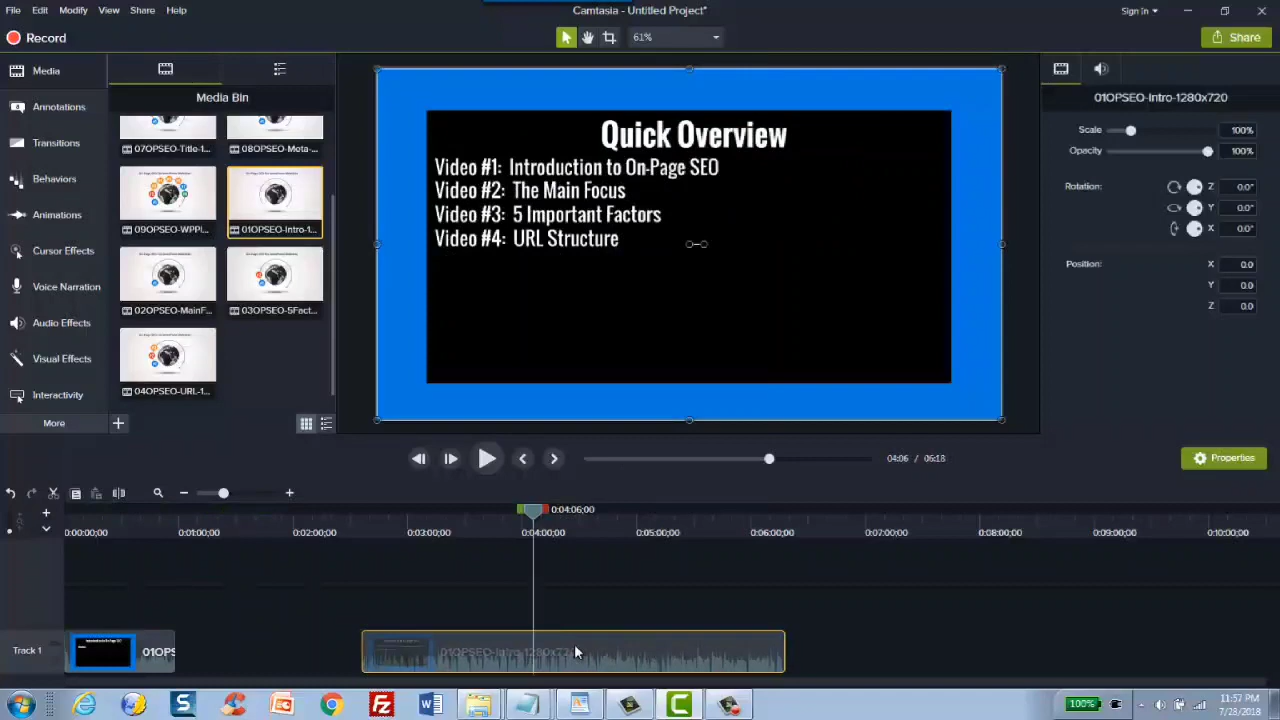 File Edit Modify View Share Help
Camtasia - Untitled Project*
Sign In
Record
61%
Share
Media
Annotations
Transitions
Behaviors
Animations
Cursor Effects
Voice Narration
Audio Effects
Visual Effects
Interactivity
More
Media Bin
07OPSEO-Title-1...
08OPSEO-Meta-...
09OPSEO-WPPl...
01OPSEO-Intro-1...
02OPSEO-MainF...
03OPSEO-5Fact...
04OPSEO-URL-1...
Quick Overview
Video #1: Introduction to On-Page SEO
Video #2: The Main Focus
Video #3: 5 Important Factors
Video #4: URL Structure
01OPSEO-Intro-1280x720
Scale 100%
Opacity 100%
Rotation: Z 0.0°
Y 0.0°
X 0.0°
Position: X 0.0
Y 0.0
Z 0.0
04:06 / 05:18
Properties
0:04:06;00
0:00:00;00 0:01:00;00 0:02:00;00 0:03:00;00 0:04:00;00 0:05:00;00 0:06:00;00 0:07:00;00 0:08:00;00 0:09:00;00 0:10:00;00
Track 1
01OPS
01OPSEO-Intro-1280x720
100%
11:57 PM
7/23/2018